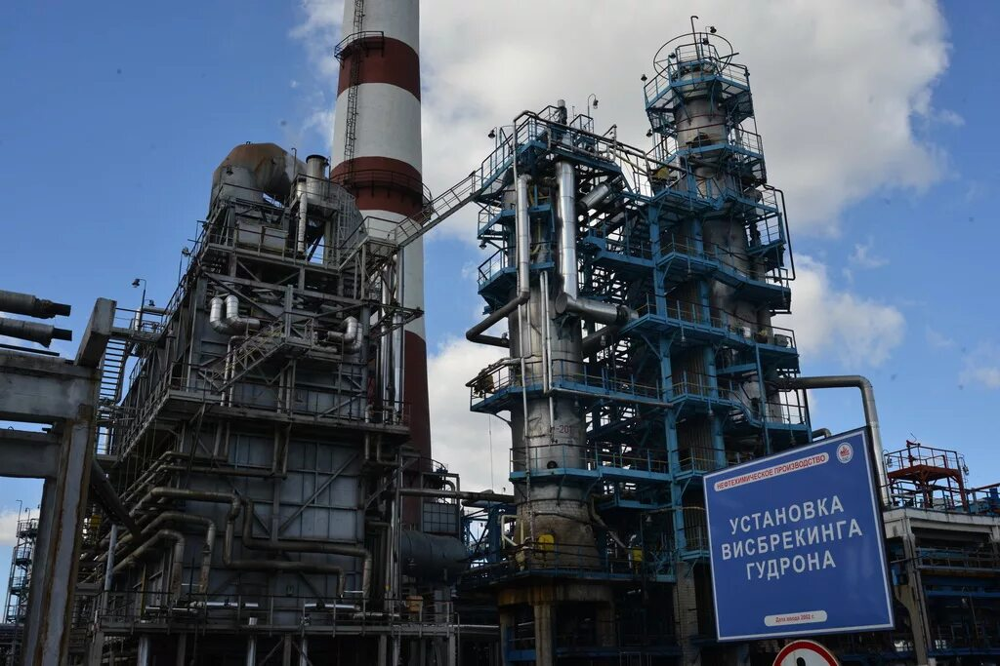 НЕФТЕХИМИЧЕСКОЕ ПРОИЗВОДСТВО
УСТАНОВКА
ВИСБРЕКИНГА
ГУДРОНА
Дата ввода 2002 г.